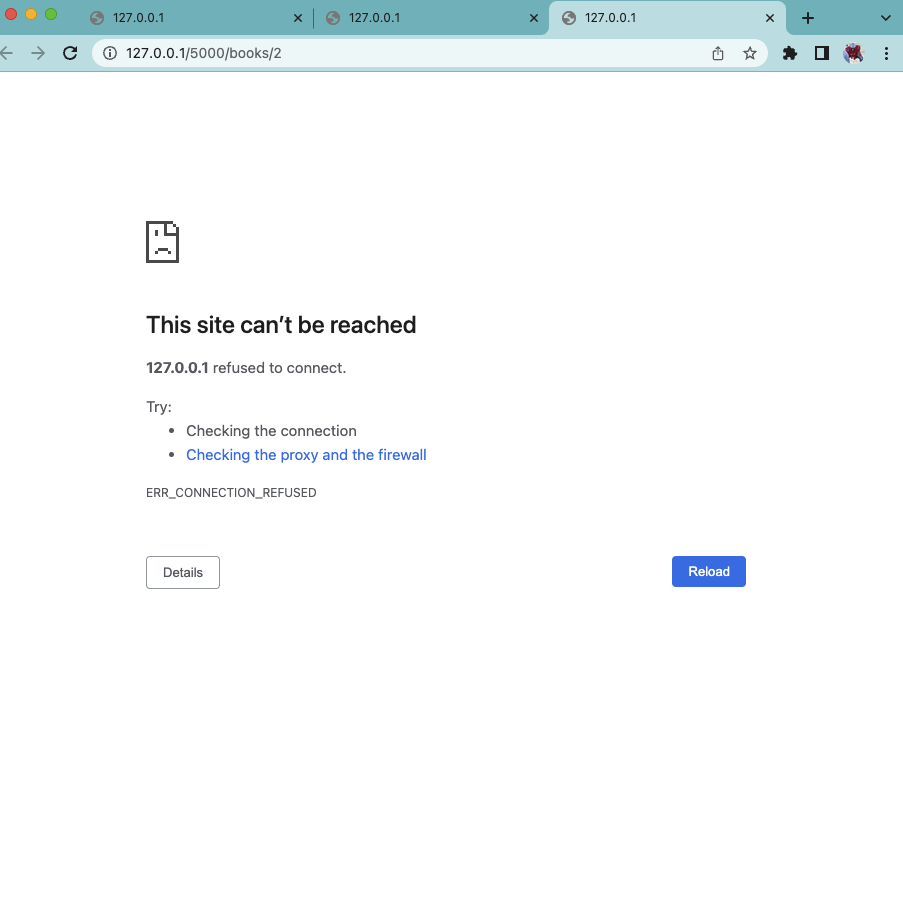 127.0.0.1
127.0.0.1
127.0.0.1
127.0.0.1/5000/books/2
This site can’t be reached
127.0.0.1 refused to connect.
Try:
Checking the connection
Checking the proxy and the firewall
ERR_CONNECTION_REFUSED
Details
Reload